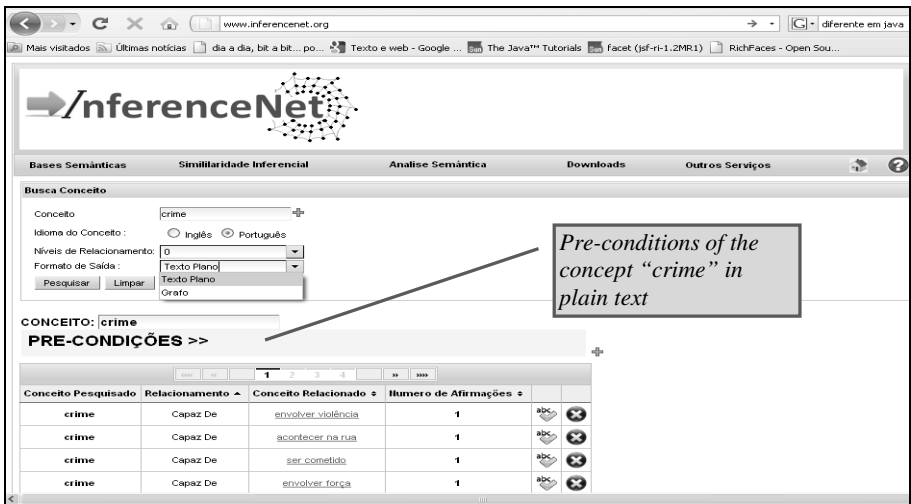 www.inferencenet.org
diferente em java
Mais visitados Últimas notícias dia a dia, bit a bit... po... Texto e web - Google ... The Java™ Tutorials facet (jsf-ri-1.2MR1) RichFaces - Open Sou...
InferenceNet
Bases Semânticas Simililaridade Inferencial Analise Semântica Downloads Outros Serviços
Busca Conceito
Conceito crime
Idioma do Conceito : Inglês Português
Níveis de Relacionamento: 0
Formato de Saída : Texto Plano
Texto Plano
Grafo
Pesquisar Limpar
Pre-conditions of the
concept “crime” in
plain text
CONCEITO: crime
PRE-CONDIÇÕES >>
1 2 3 4
Conceito Pesquisado Relacionamento Conceito Relacionado Numero de Afirmações
crime Capaz De envolver violência 1 abc
crime Capaz De acontecer na rua 1 abc
crime Capaz De ser cometido 1 abc
crime Capaz De envolver força 1 abc